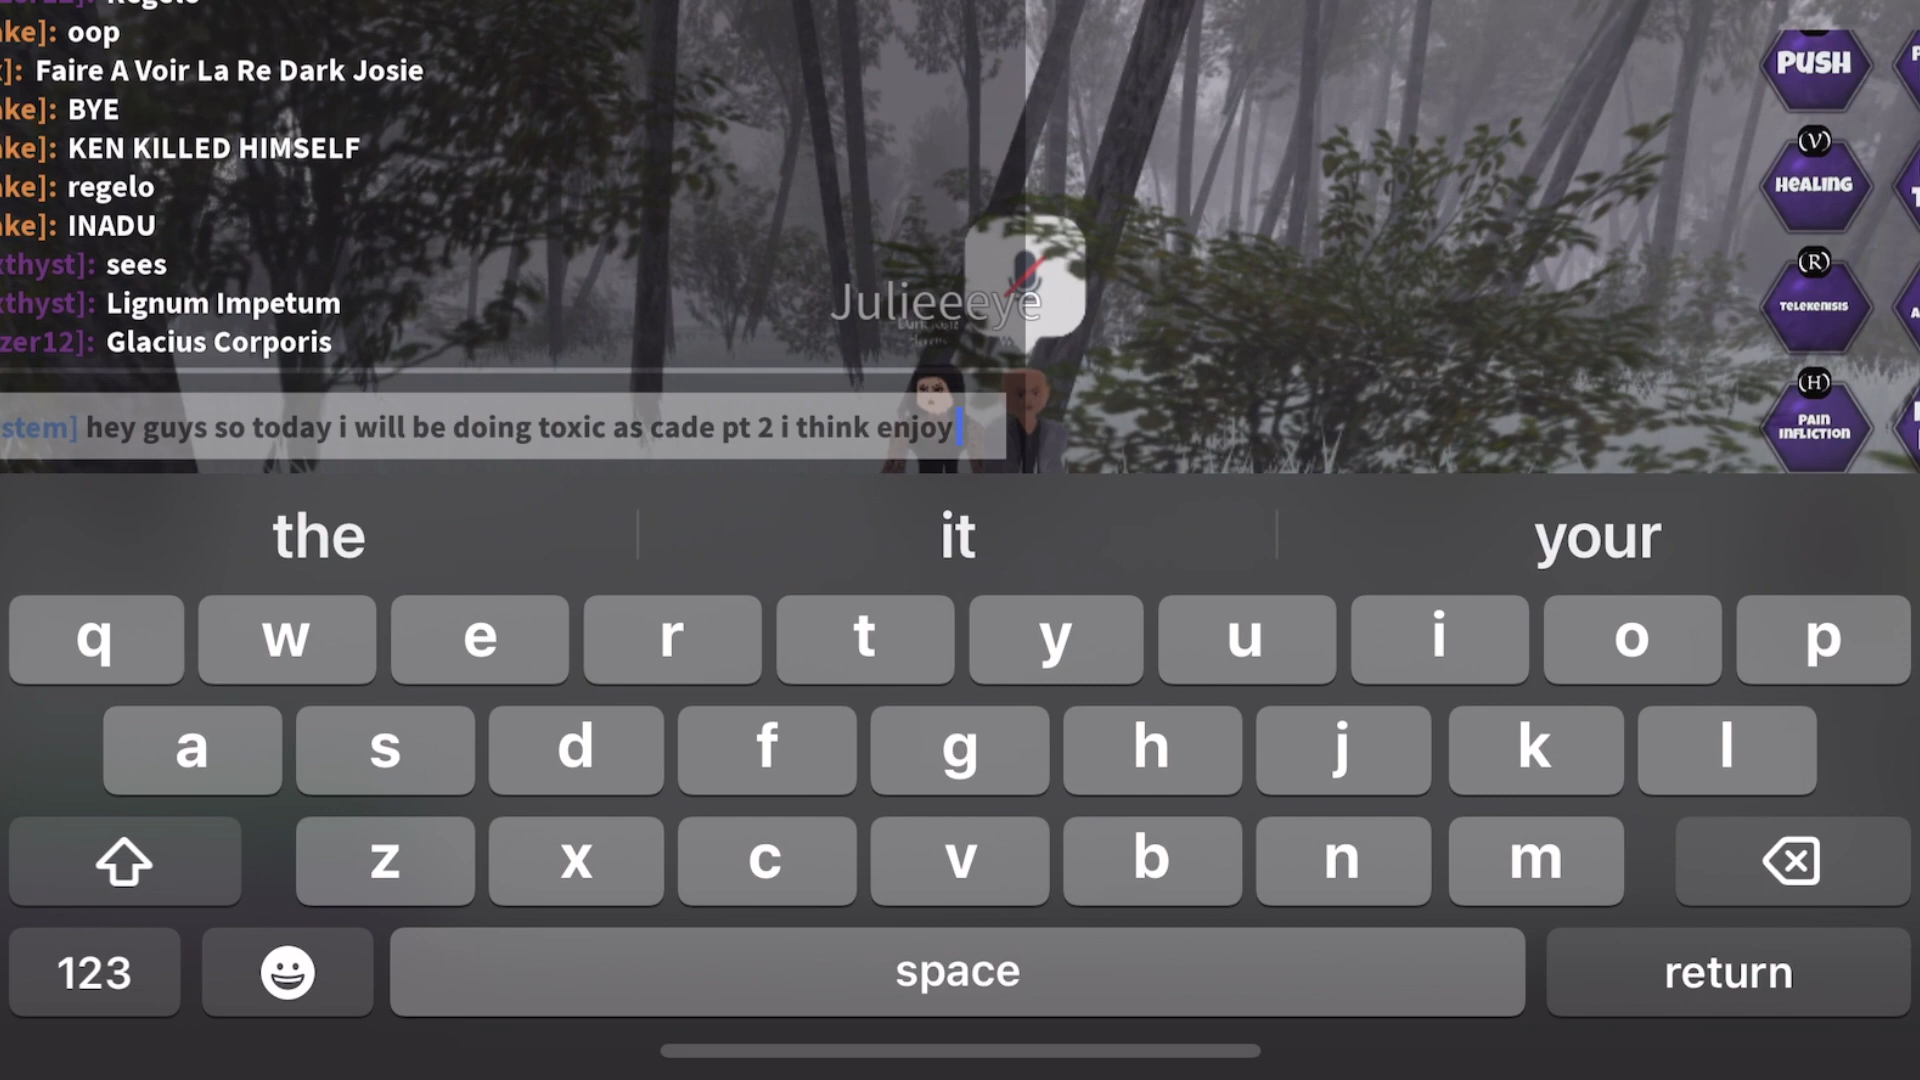 ke]: oop
]: Faire A Voir La Re Dark Josie
ke]: BYE
ke]: KEN KILLED HIMSELF
ke]: regelo
ke]: INADU
thyst]: sees
thyst]: Lignum Impetum
zer12]: Glacius Corporis
Julieeeye
stem] hey guys so today i will be doing toxic as cade pt 2 i think enjoy
PUSH
(V)
HEALING
(R)
TELEKENISIS
(H)
PAIN
INFLICTION
the it your
q w e r t y u i o p
a s d f g h j k l
z x c v b n m
123 space return